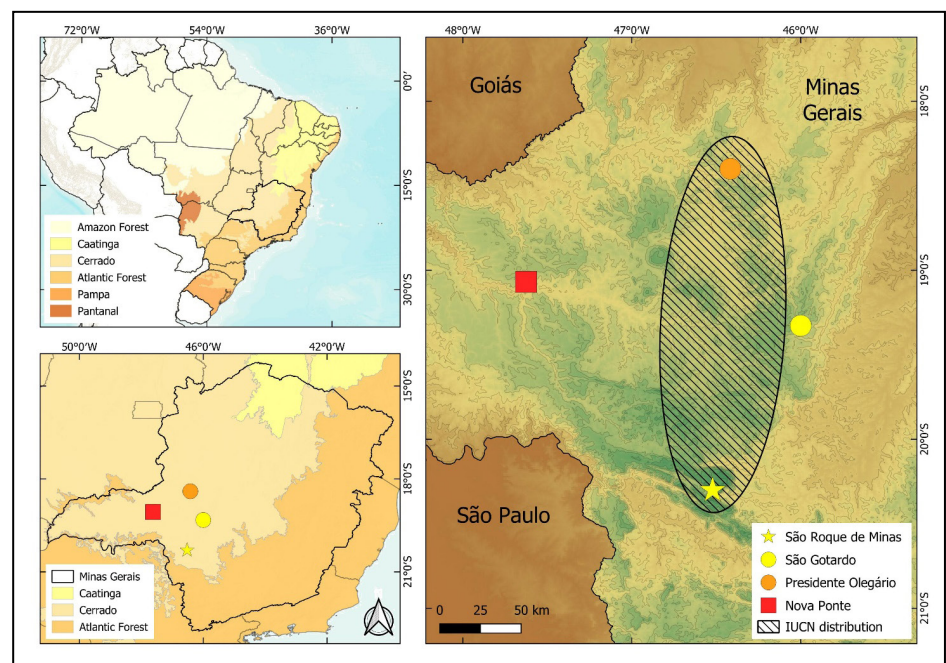 72°0'W
54°0'W
36°0'W
0°0'
15°0'S
30°0'S
Amazon Forest
Caatinga
Cerrado
Atlantic Forest
Pampa
Pantanal
50°0'W
46°0'W
42°0'W
15°0'S
18°0'S
21°0'S
Minas Gerais
Caatinga
Cerrado
Atlantic Forest
48°0'W
47°0'W
46°0'W
18°0'S
19°0'S
20°0'S
21°0'S
Goiás
Minas
Gerais
São Paulo
São Roque de Minas
São Gotardo
Presidente Olegário
Nova Ponte
IUCN distribution
0 25 50 km